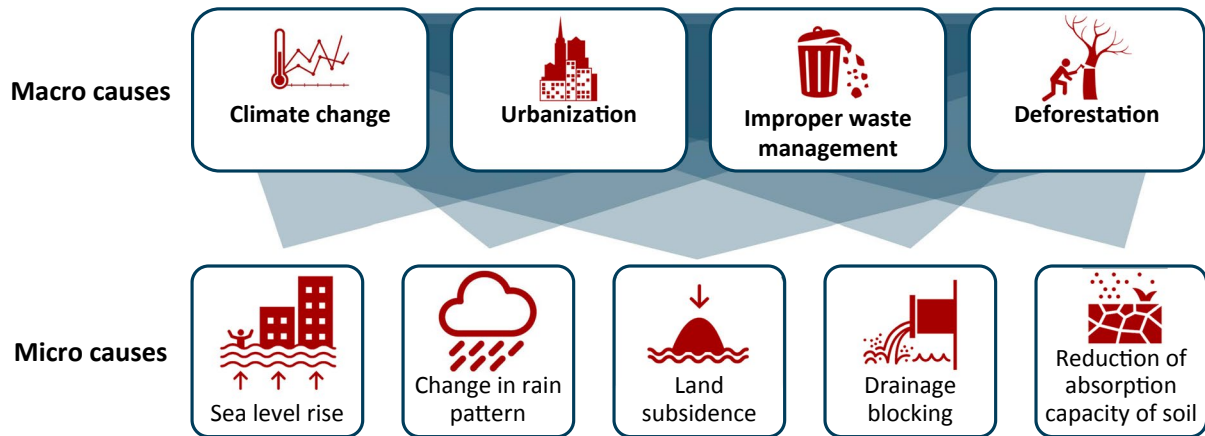 Macro causes
Climate change
Urbanization
Improper waste
management
Deforestation
Micro causes
Sea level rise
Change in rain
pattern
Land
subsidence
Drainage
blocking
Reduction of
absorption
capacity of soil